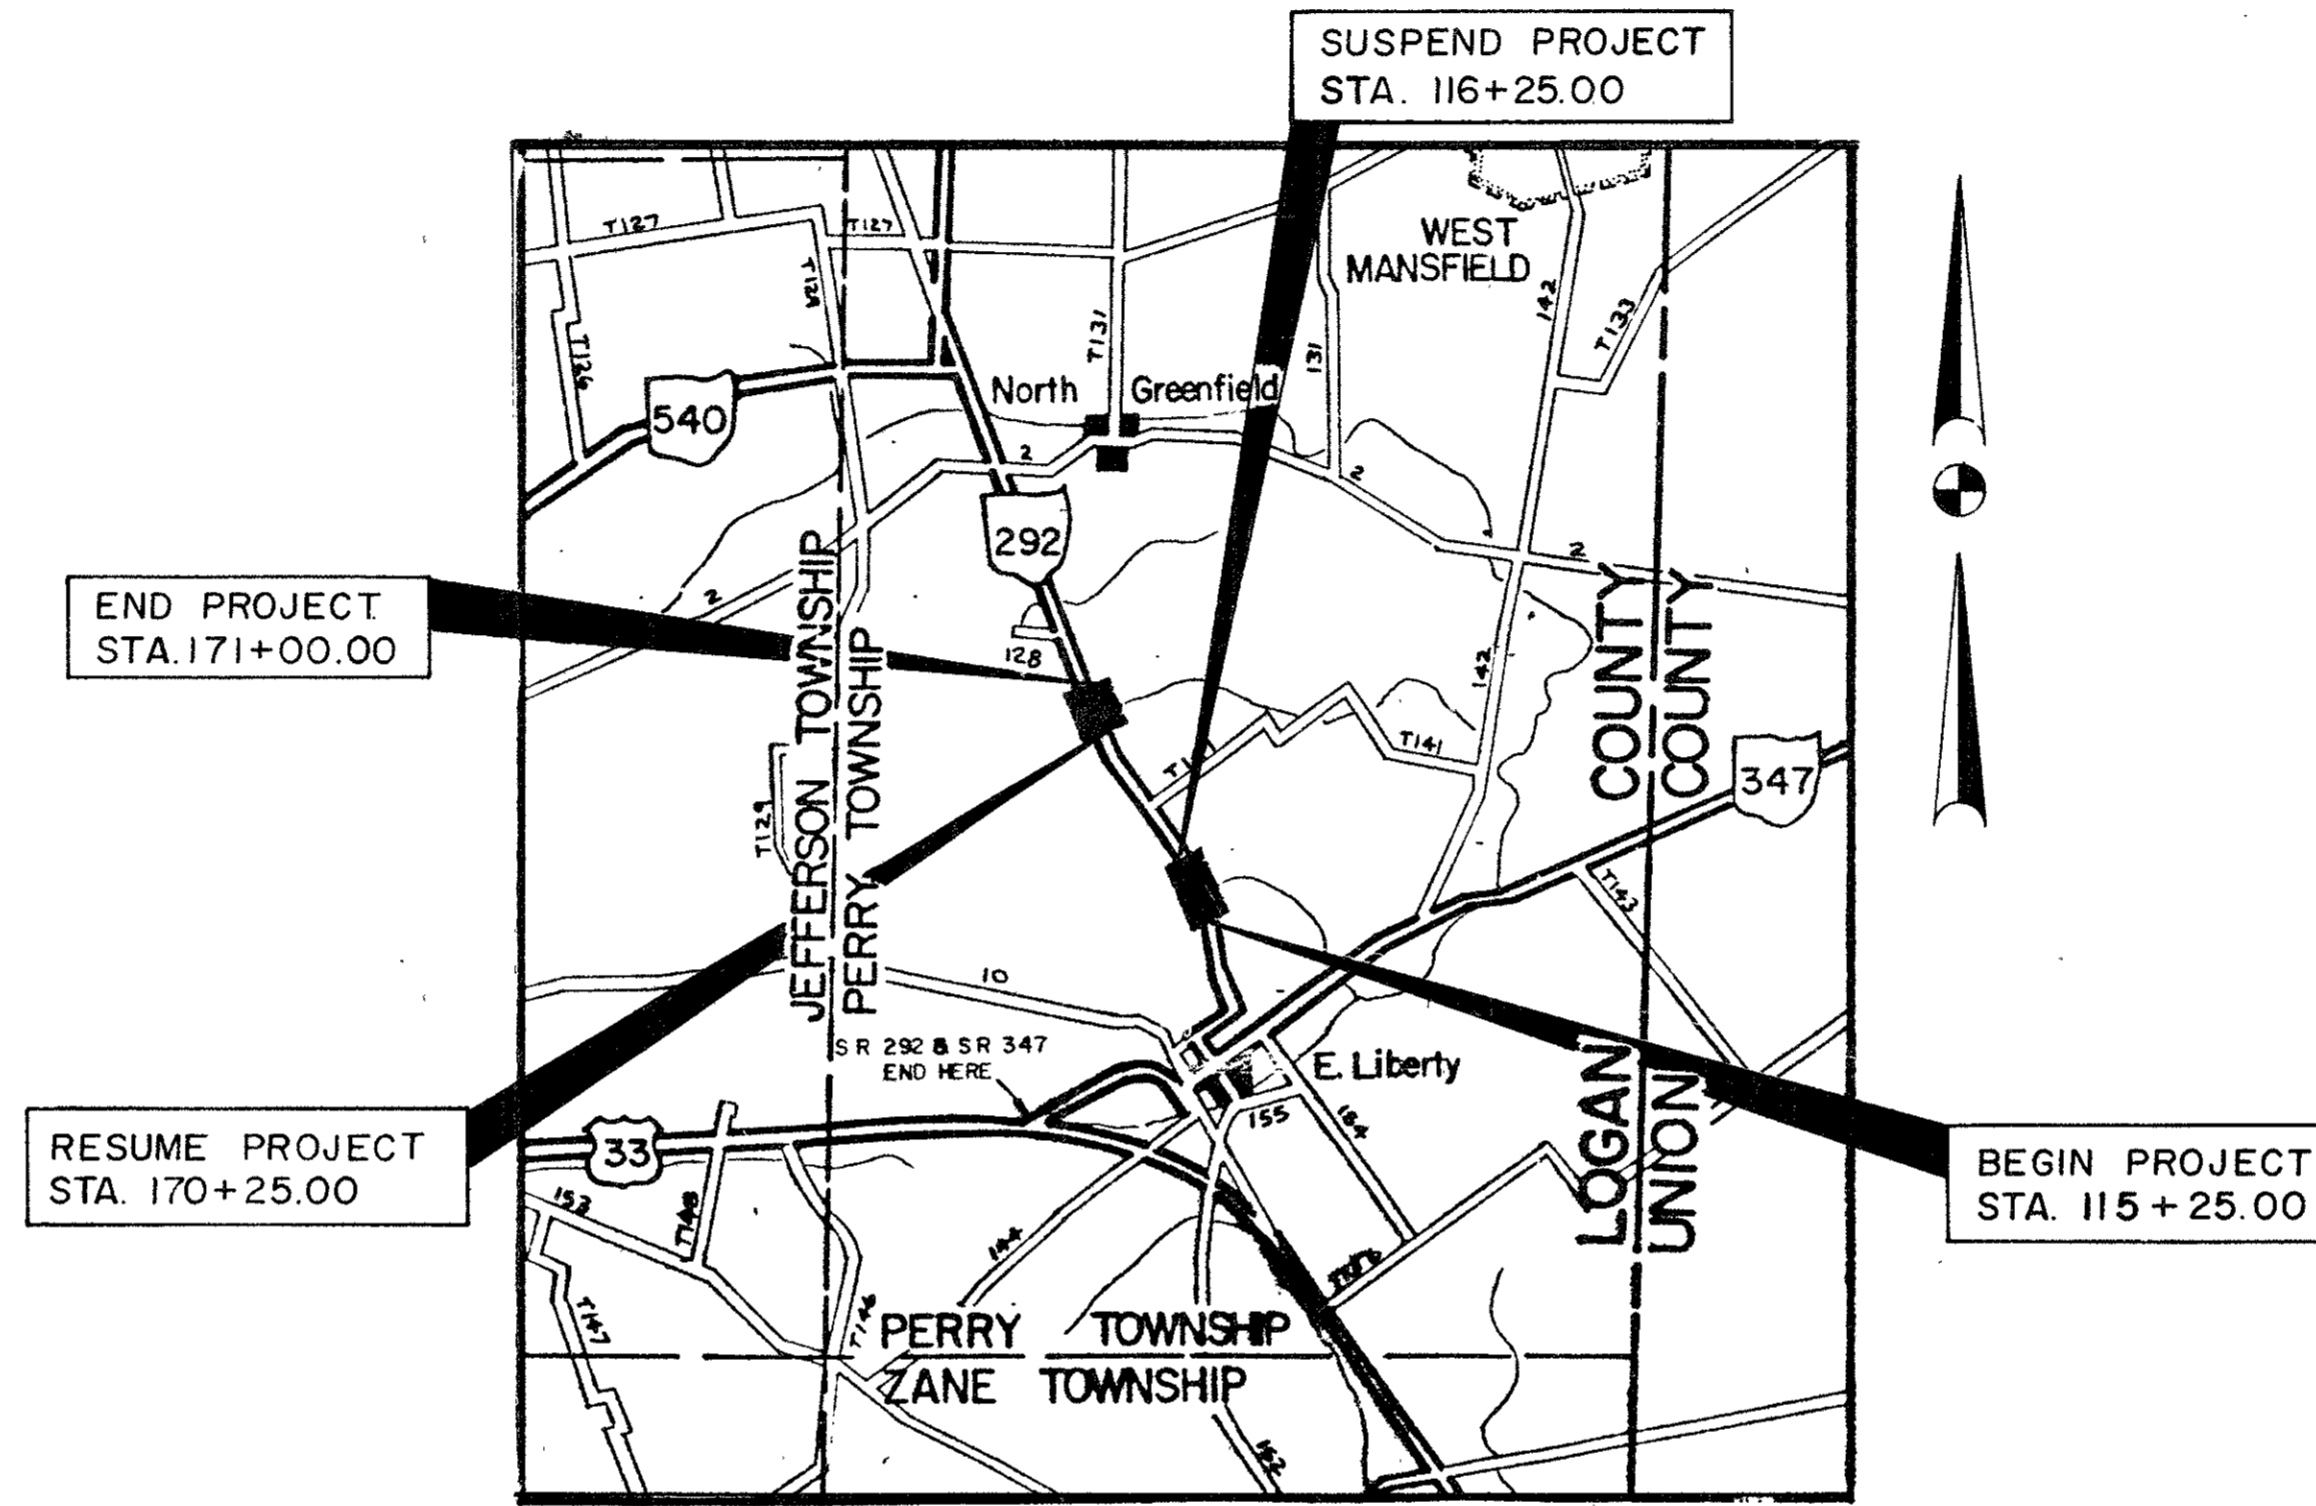 SUSPEND PROJECT
STA. 116+25.00
T127
T127
WEST
MANSFIELD
142
T133
T131
131
T126
North Greenfield
540
2
2
292
2
2
END PROJECT
STA. 171+00.00
128
142
T141
COUNTY
COUNTY
347
T129
JEFFERSON TOWNSHIP
PERRY TOWNSHIP
T143
10
SR 292 & SR 347
END HERE
E. Liberty
LOGAN
UNION
155
184
RESUME PROJECT
STA. 170+25.00
33
BEGIN PROJECT
STA. 115+25.00
153
T148
144
T147
T146
PERRY TOWNSHIP
ZANE TOWNSHIP
152